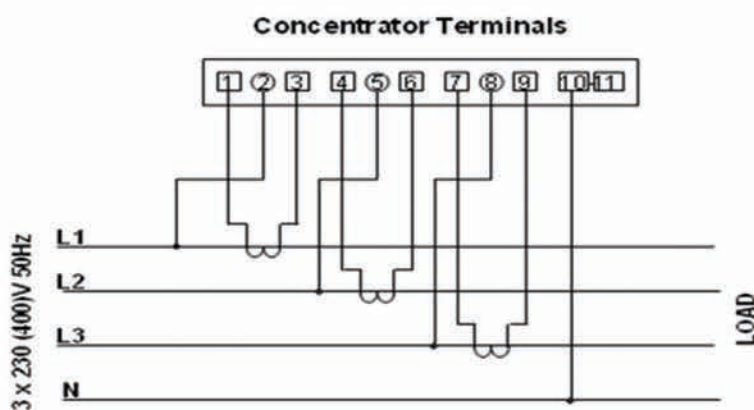 Concentrator Terminals
1 2 3 4 5 6 7 8 9 10 11
L1
L2
L3
N
3 x 230 (400)V 50Hz
LOAD